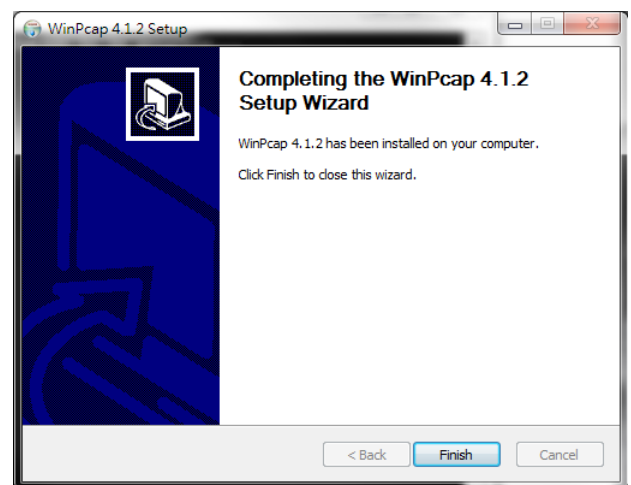 WinPcap 4.1.2 Setup
Completing the WinPcap 4.1.2
Setup Wizard
WinPcap 4.1.2 has been installed on your computer.
Click Finish to close this wizard.
< Back Finish Cancel